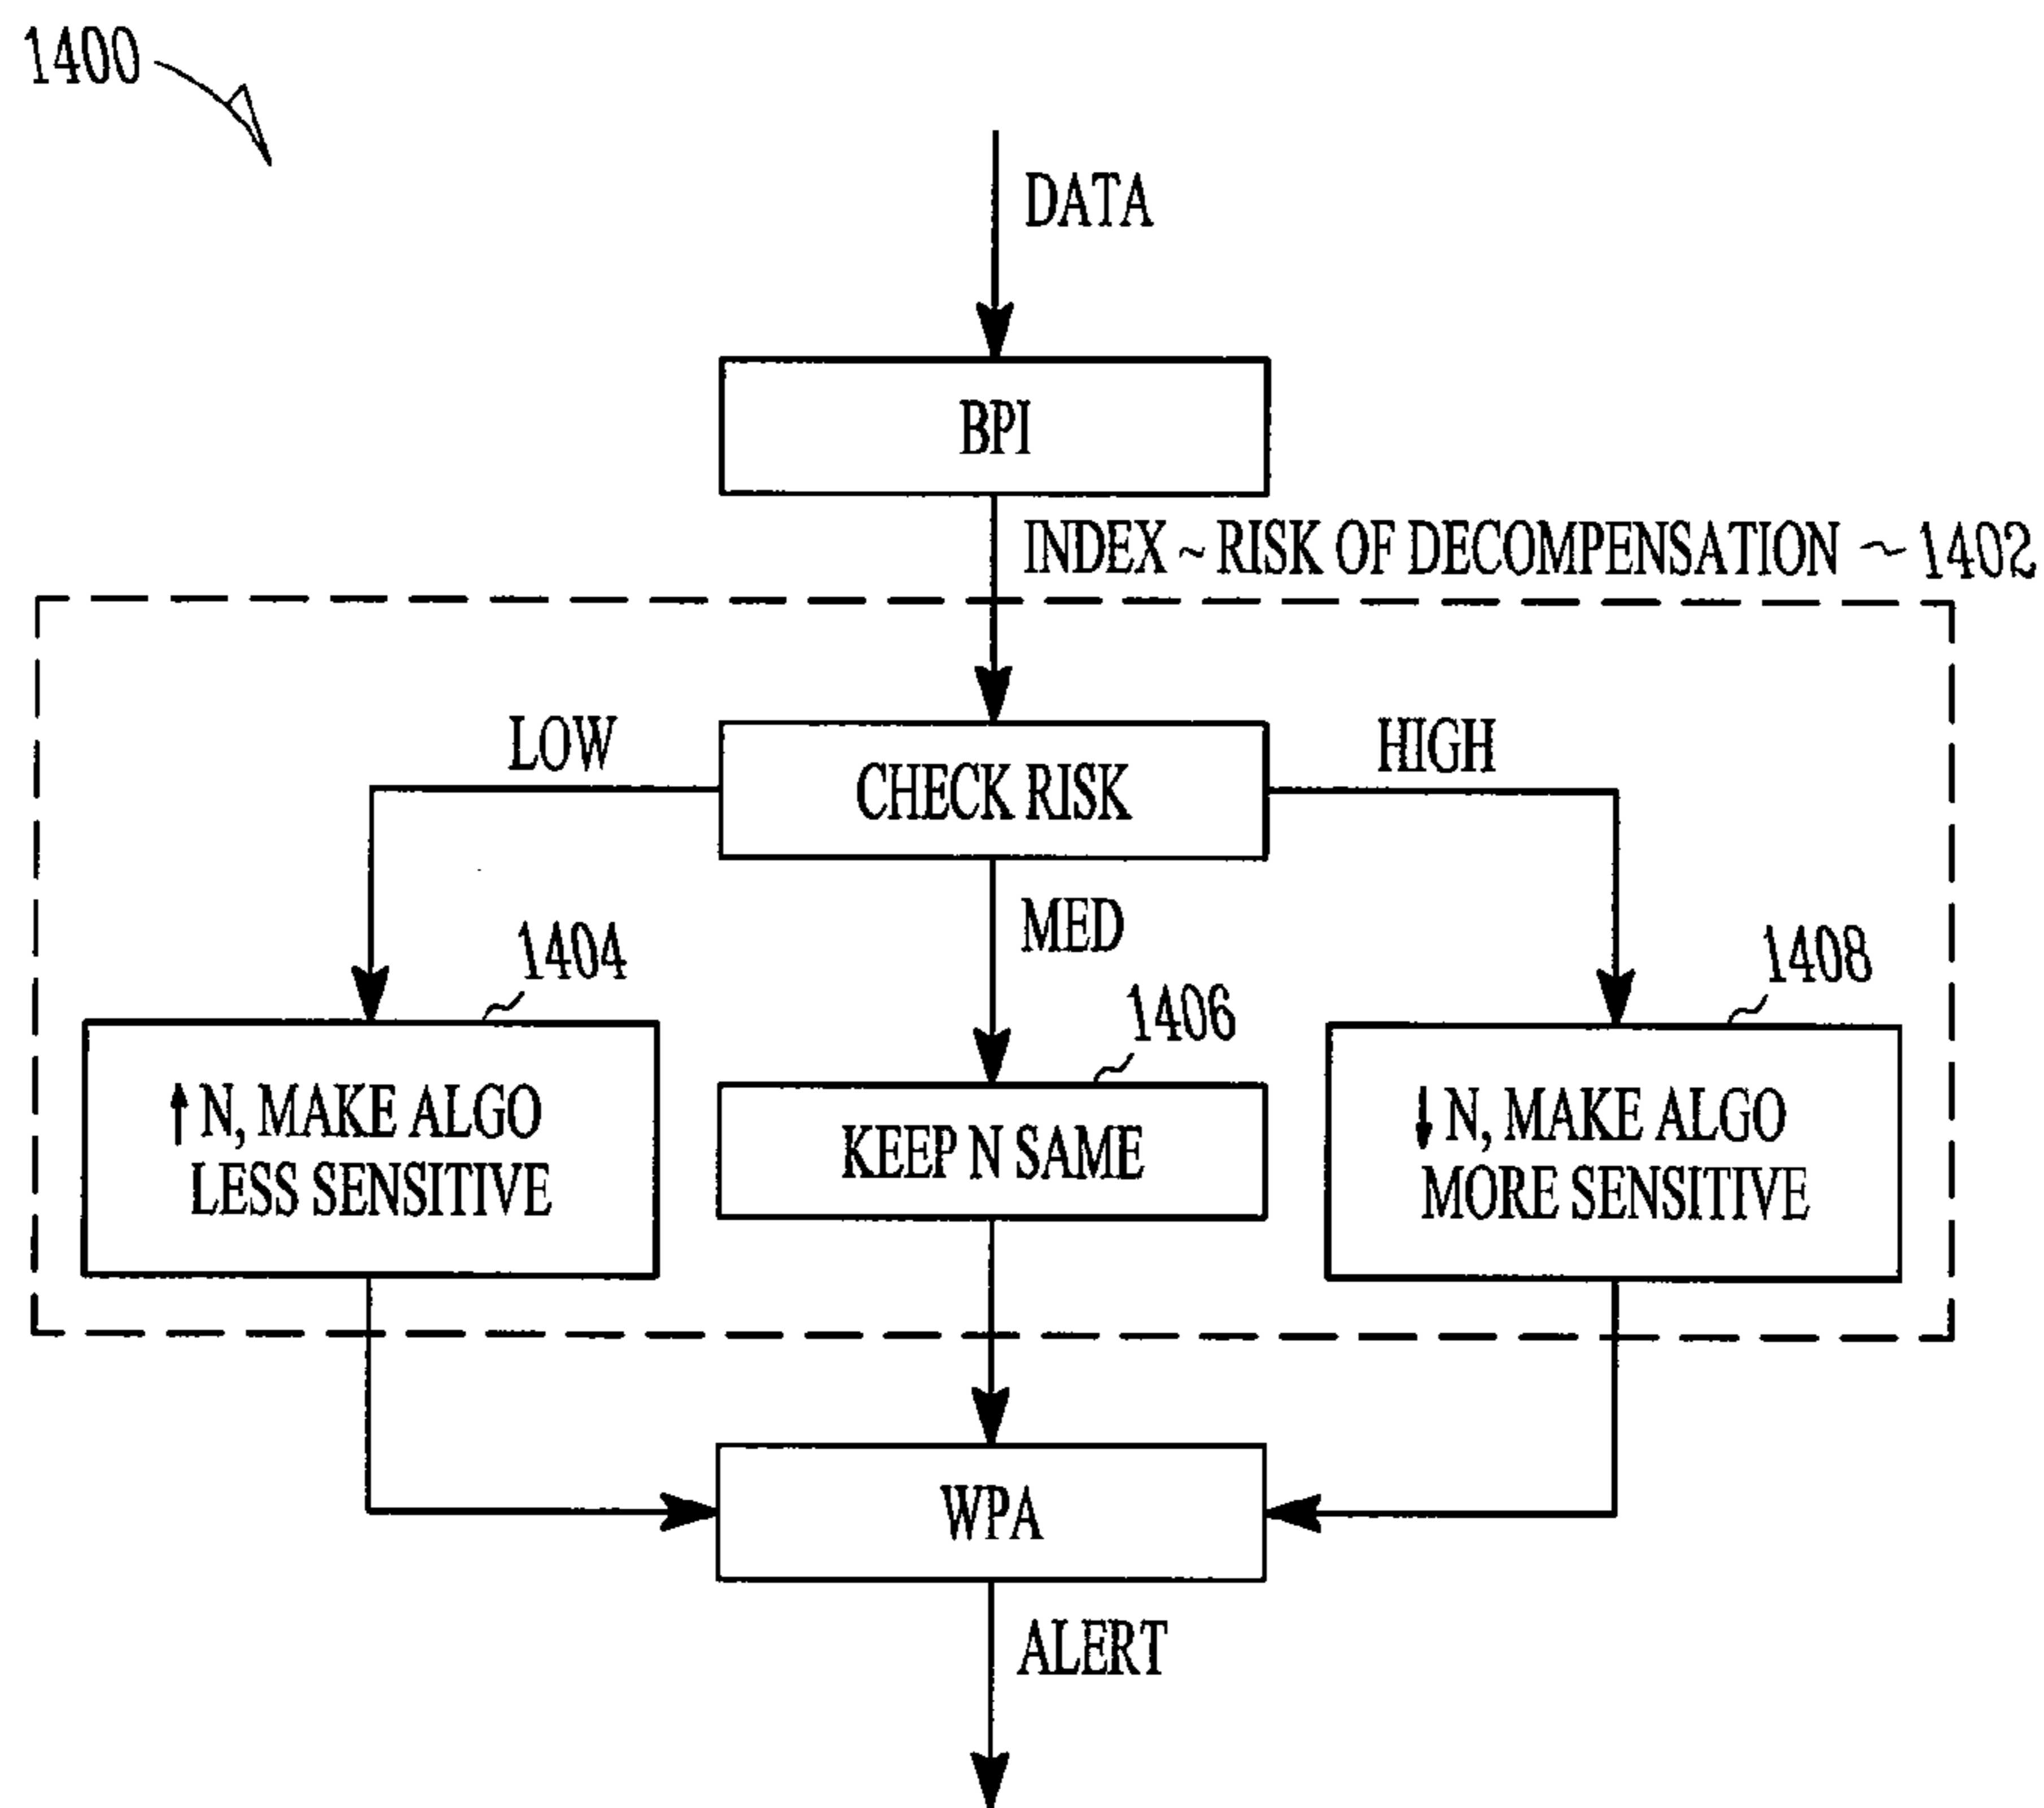 1400
DATA
BPI
INDEX ~ RISK OF DECOMPENSATION ~ 1402
LOW
HIGH
CHECK RISK
MED
1404
1408
1406
↑ N, MAKE ALGO
LESS SENSITIVE
KEEP N SAME
↓ N, MAKE ALGO
MORE SENSITIVE
WPA
ALERT